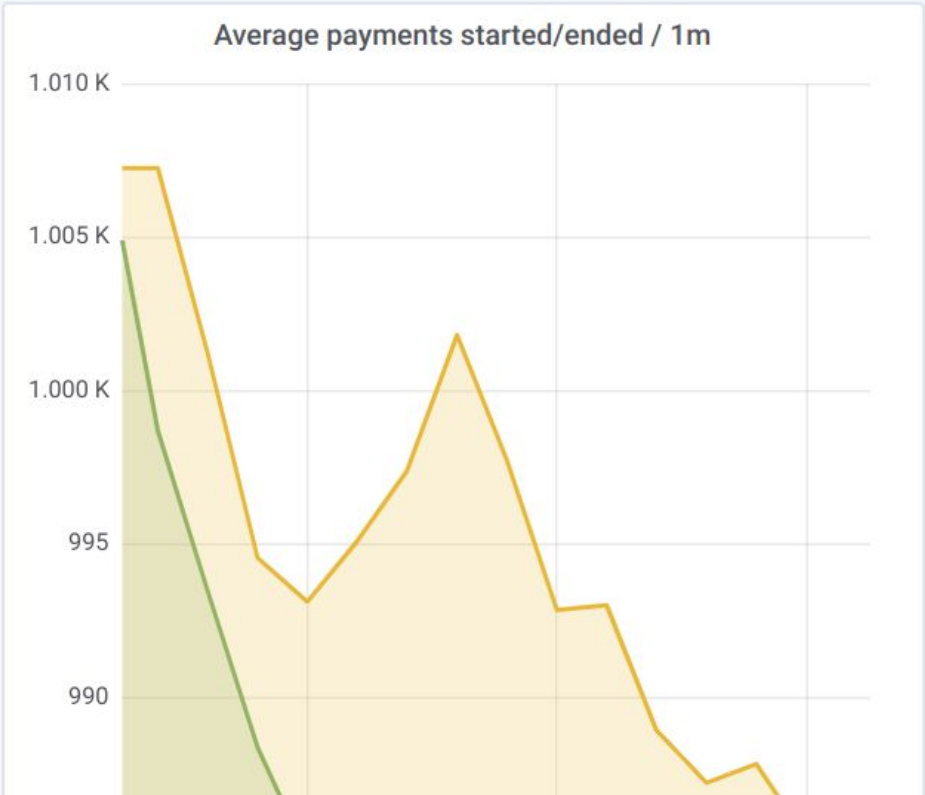 Average payments started/ended / 1m
1.010 K
1.005 K
1.000 K
995
990